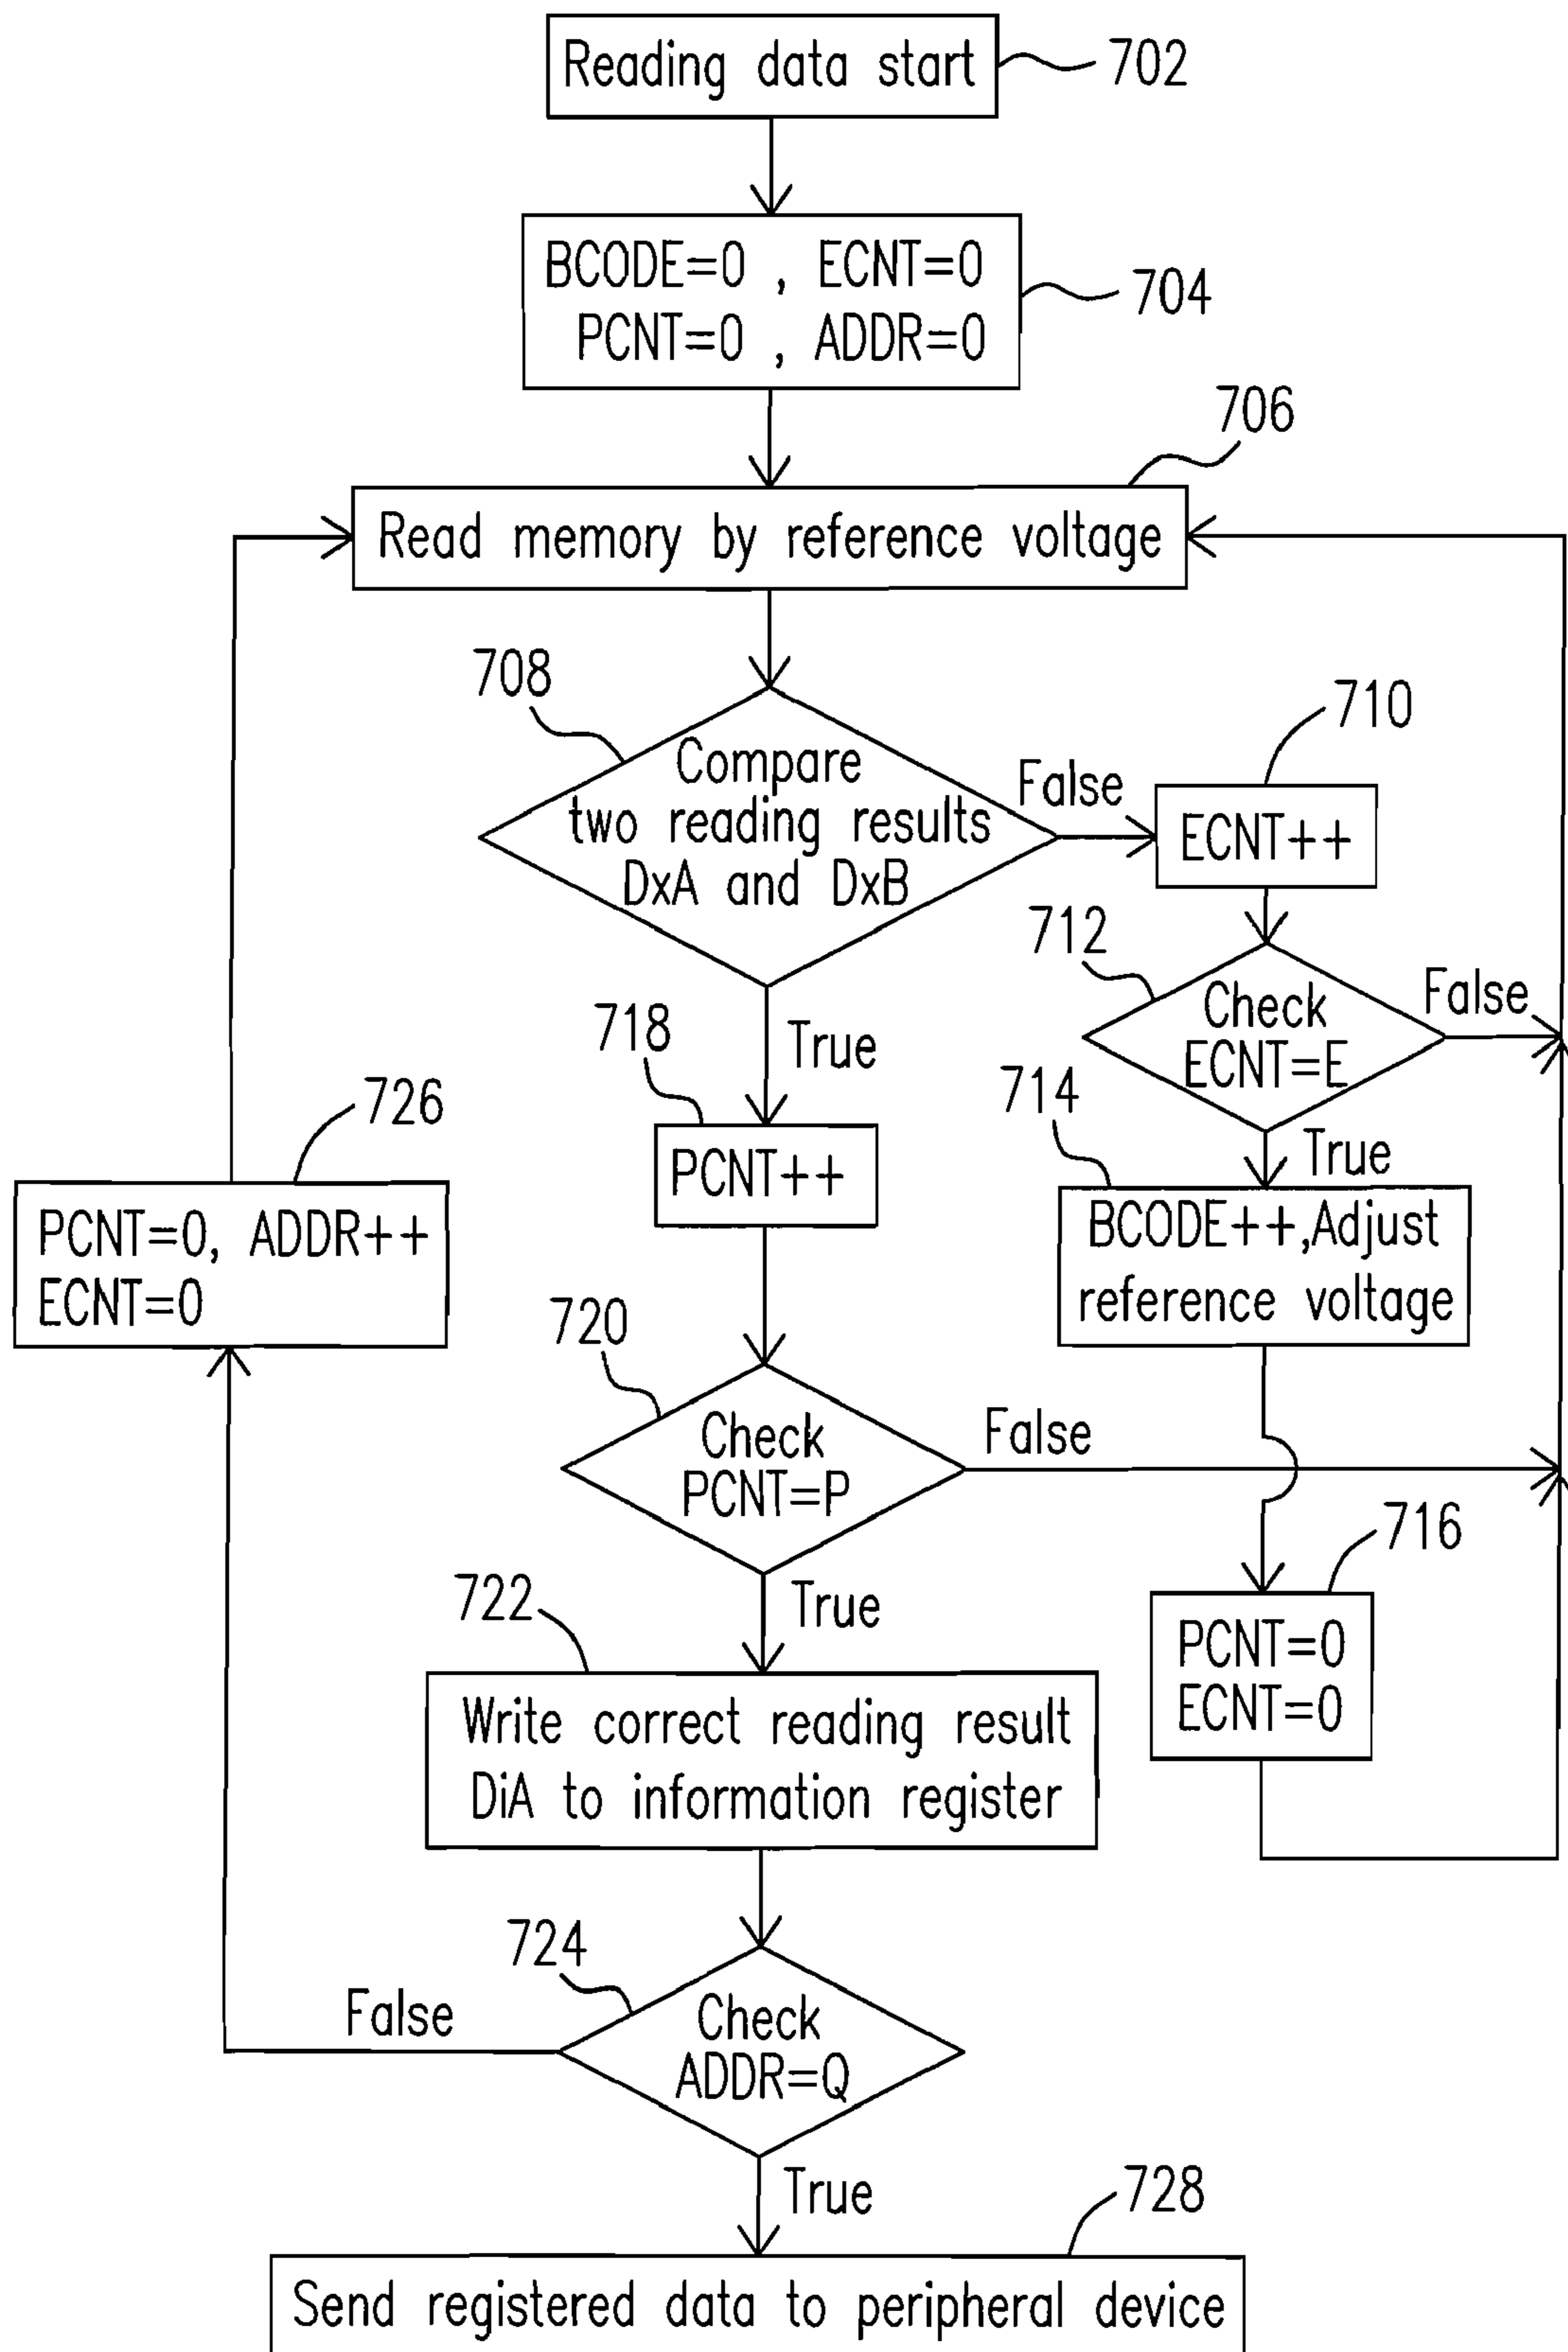 Reading data start
702
BCODE=0 , ECNT=0
PCNT=0 , ADDR=0
704
706
Read memory by reference voltage
708
Compare
two reading results
DxA and DxB
False
710
ECNT++
712
Check
ECNT=E
False
True
718
True
PCNT++
714
BCODE++,Adjust
reference voltage
726
PCNT=0, ADDR++
ECNT=0
720
Check
PCNT=P
False
True
716
PCNT=0
ECNT=0
722
Write correct reading result
DiA to information register
724
Check
ADDR=Q
False
True
728
Send registered data to peripheral device